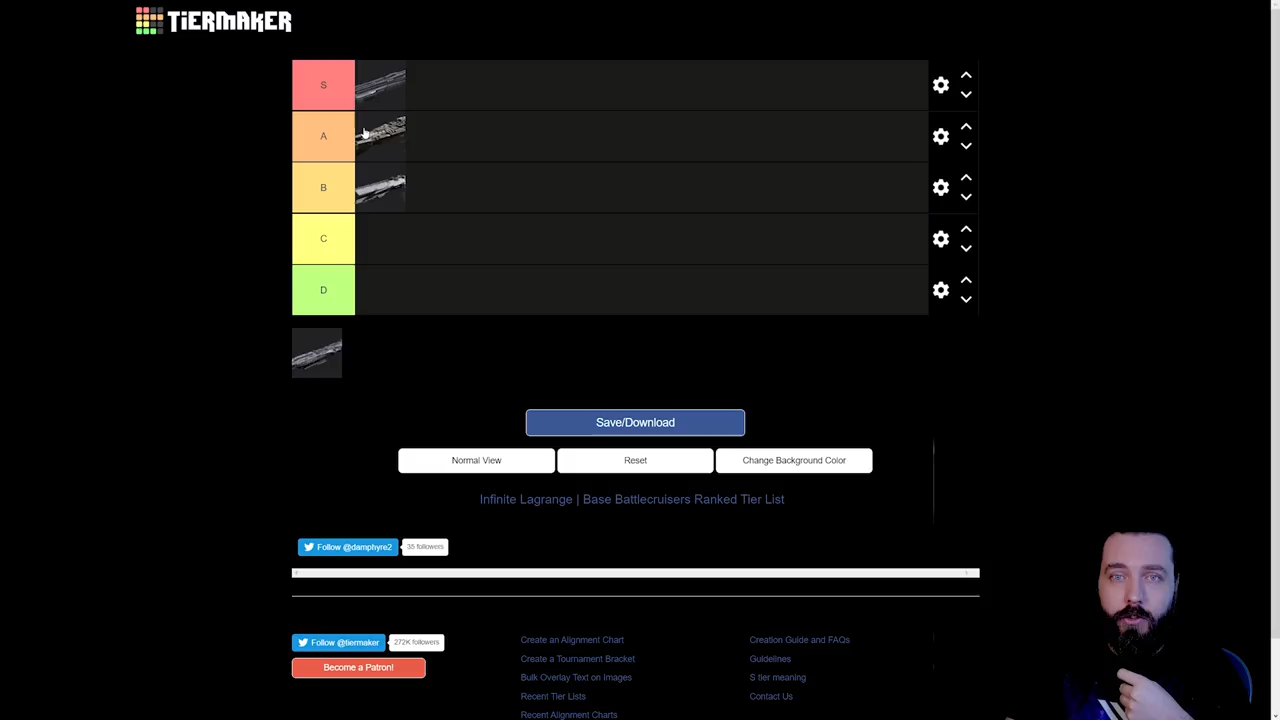 TiERMAKER
S
A
B
C
D
Save/Download
Normal View
Reset
Change Background Color
Infinite Lagrange | Base Battlecruisers Ranked Tier List
Follow @damphyre2
35 followers
Follow @tiermaker
272K followers
Become a Patron!
Create an Alignment Chart
Create a Tournament Bracket
Bulk Overlay Text on Images
Recent Tier Lists
Recent Alignment Charts
Creation Guide and FAQs
Guidelines
S tier meaning
Contact Us